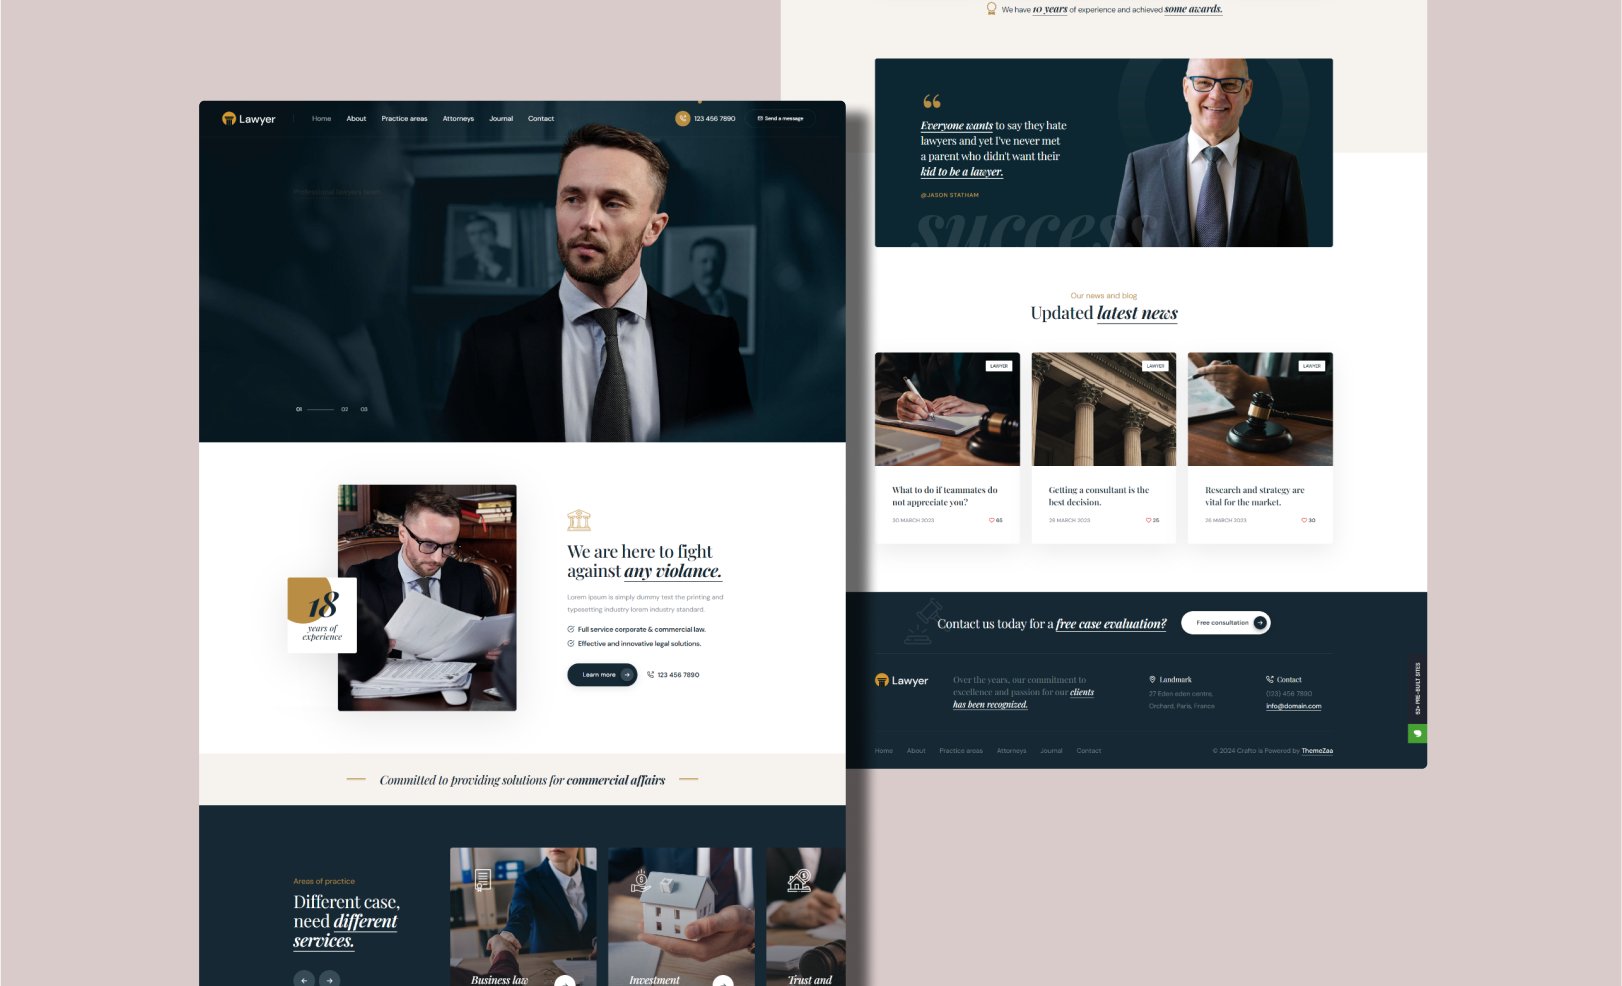 Lawyer
Home About Practice areas Attorneys Journal Contact
123 456 7890
Send a message
Professional lawyers team
01 02 03
18
years of
experience
We are here to fight
against any violance.
Lorem Ipsum is simply dummy text the printing and
typesetting industry lorem industry standard.
Full service corporate & commercial law.
Effective and innovative legal solutions.
Learn more
123 456 7890
Committed to providing solutions for commercial affairs
Areas of practice
Different case,
need different
services.
Business law
Investment
Trust and
We have 10 years of experience and achieved some awards.
“
Everyone wants to say they hate
lawyers and yet I've never met
a parent who didn't want their
kid to be a lawyer.
@JASON STATHAM
success
Our news and blog
Updated latest news
LAWYER
What to do if teammates do
not appreciate you?
30 MARCH 2023 65
LAWYER
Getting a consultant is the
best decision.
28 MARCH 2023 25
LAWYER
Research and strategy are
vital for the market.
26 MARCH 2023 30
Contact us today for a free case evaluation?
Free consultation
Lawyer
Over the years, our commitment to
excellence and passion for our clients
has been recognized.
Landmark
27 Eden eden centre,
Orchard, Paris, France
Contact
(123) 456 7890
info@domain.com
52+ PRE-BUILT SITES
Home About Practice areas Attorneys Journal Contact
© 2024 Crafto is Powered by ThemeZaa